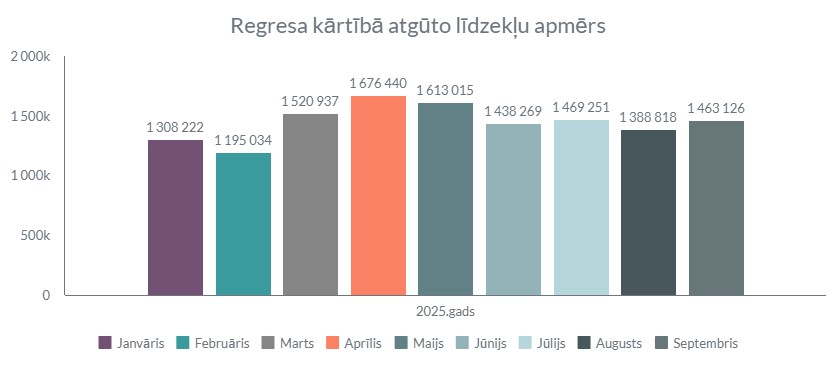 Regresa kārtībā atgūto līdzekļu apmērs
2 000k
1 500k
1 000k
500k
0
1 308 222
1 195 034
1 520 937
1 676 440
1 613 015
1 438 269
1 469 251
1 388 818
1 463 126
2025.gads
Janvāris Februāris Marts Aprīlis Maijs Jūnijs Jūlijs Augusts Septembris